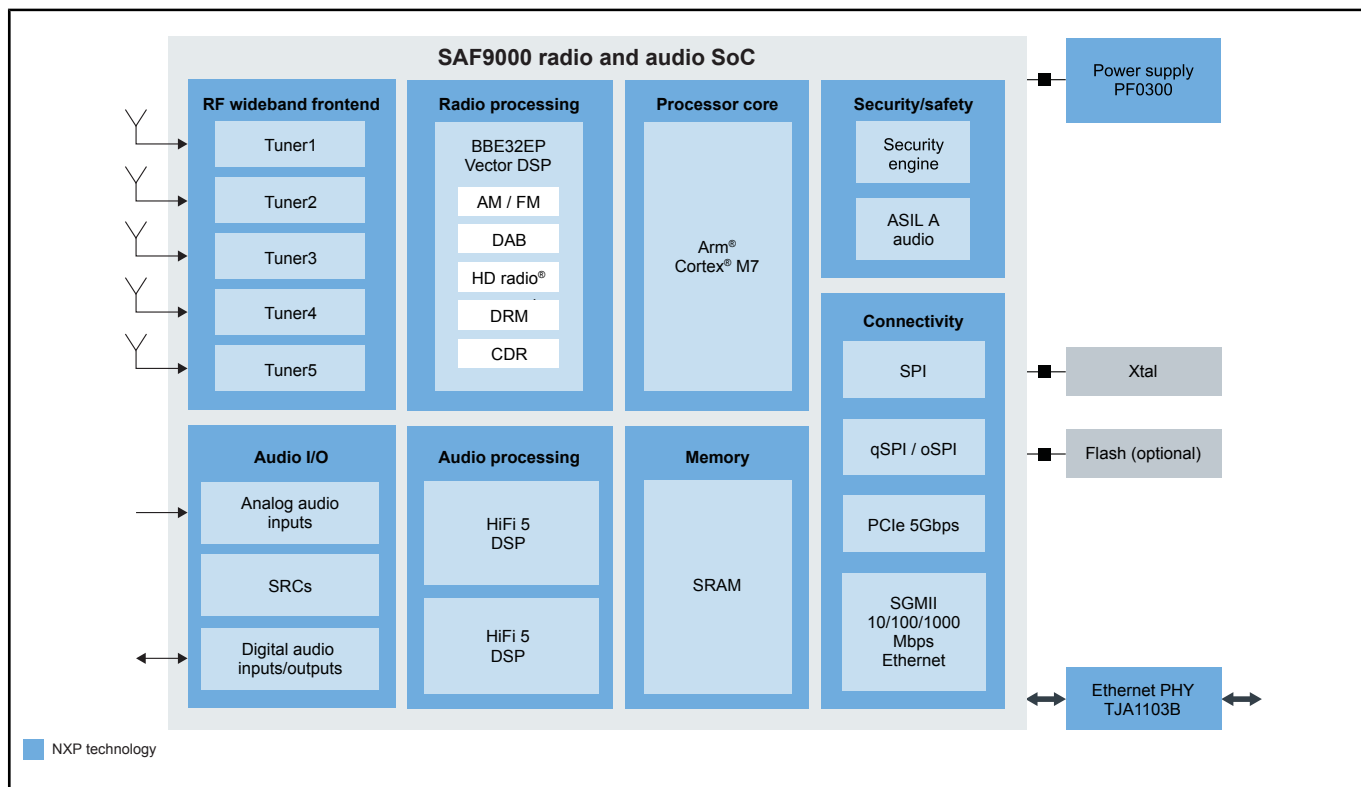 SAF9000 radio and audio SoC
RF wideband frontend
Tuner1
Tuner2
Tuner3
Tuner4
Tuner5
Radio processing
BBE32EP
Vector DSP
AM / FM
DAB
HD radio®
DRM
CDR
Processor core
Arm®
Cortex® M7
Security/safety
Security
engine
ASIL A
audio
Connectivity
SPI
qSPI / oSPI
PCIe 5Gbps
SGMII
10/100/1000
Mbps
Ethernet
Audio I/O
Analog audio
inputs
SRCs
Digital audio
inputs/outputs
Audio processing
HiFi 5
DSP
HiFi 5
DSP
Memory
SRAM
Power supply
PF0300
Xtal
Flash (optional)
Ethernet PHY
TJA1103B
NXP technology